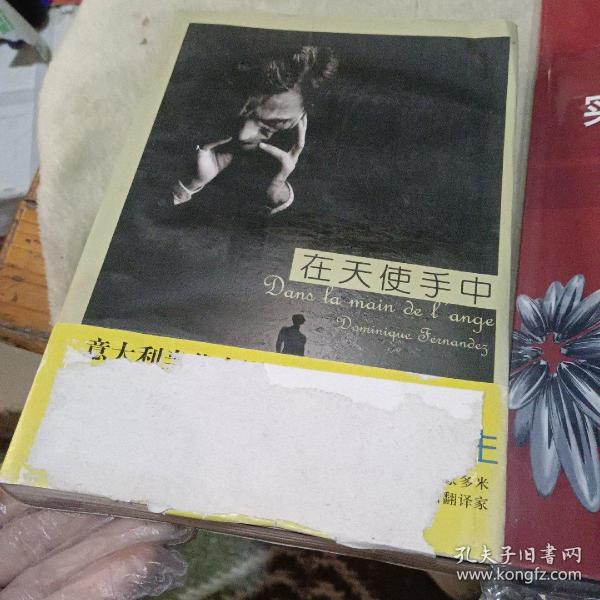 在天使手中
Dans la main de l'ange
Dominique Fernandez
意大利
多米
翻译家
实
孔夫子旧书网
www.kongfz.com